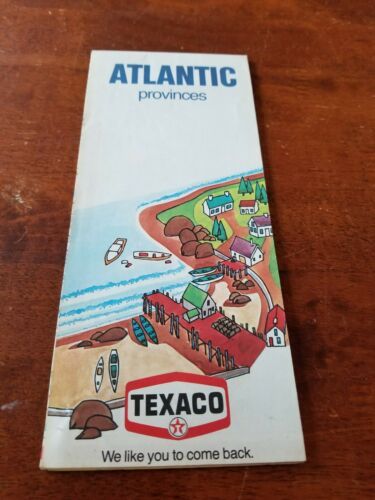 ATLANTIC
provinces
TEXACO
T
We like you to come back.